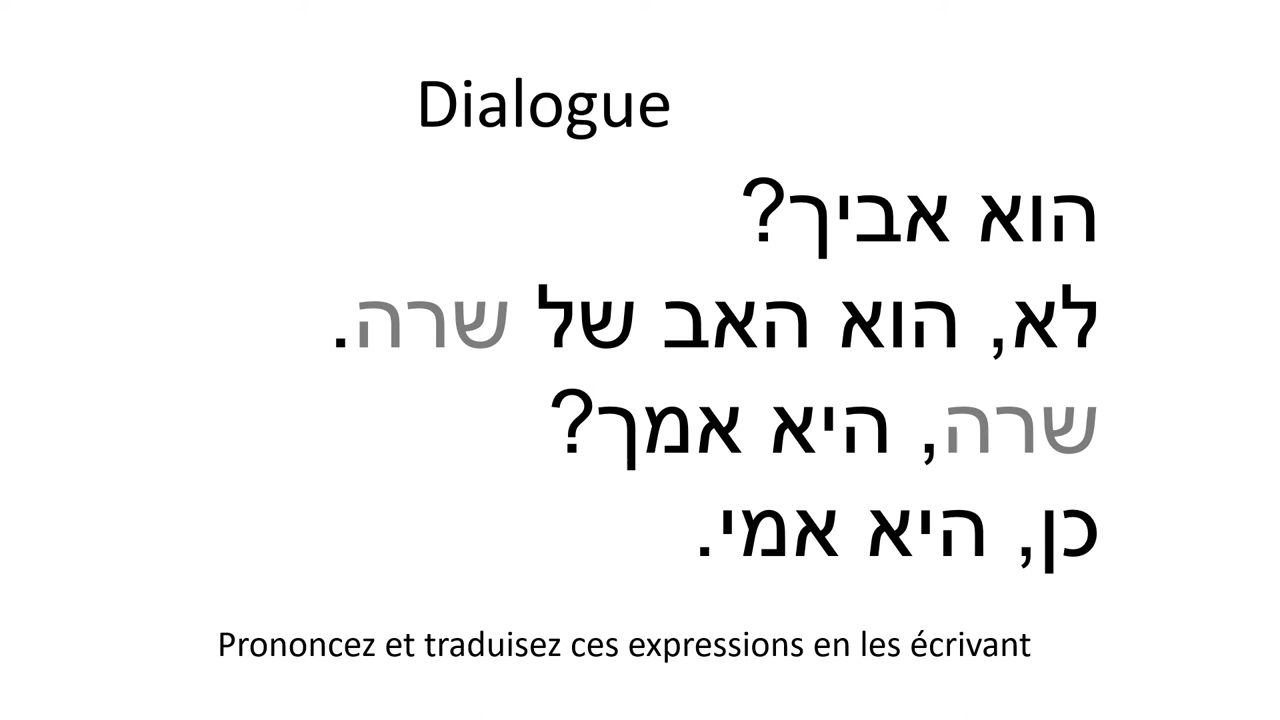 Dialogue
הוא אביך?
לא, הוא האב של שרה.
שרה, היא אמך?
כן, היא אמי.
Prononcez et traduisez ces expressions en les écrivant